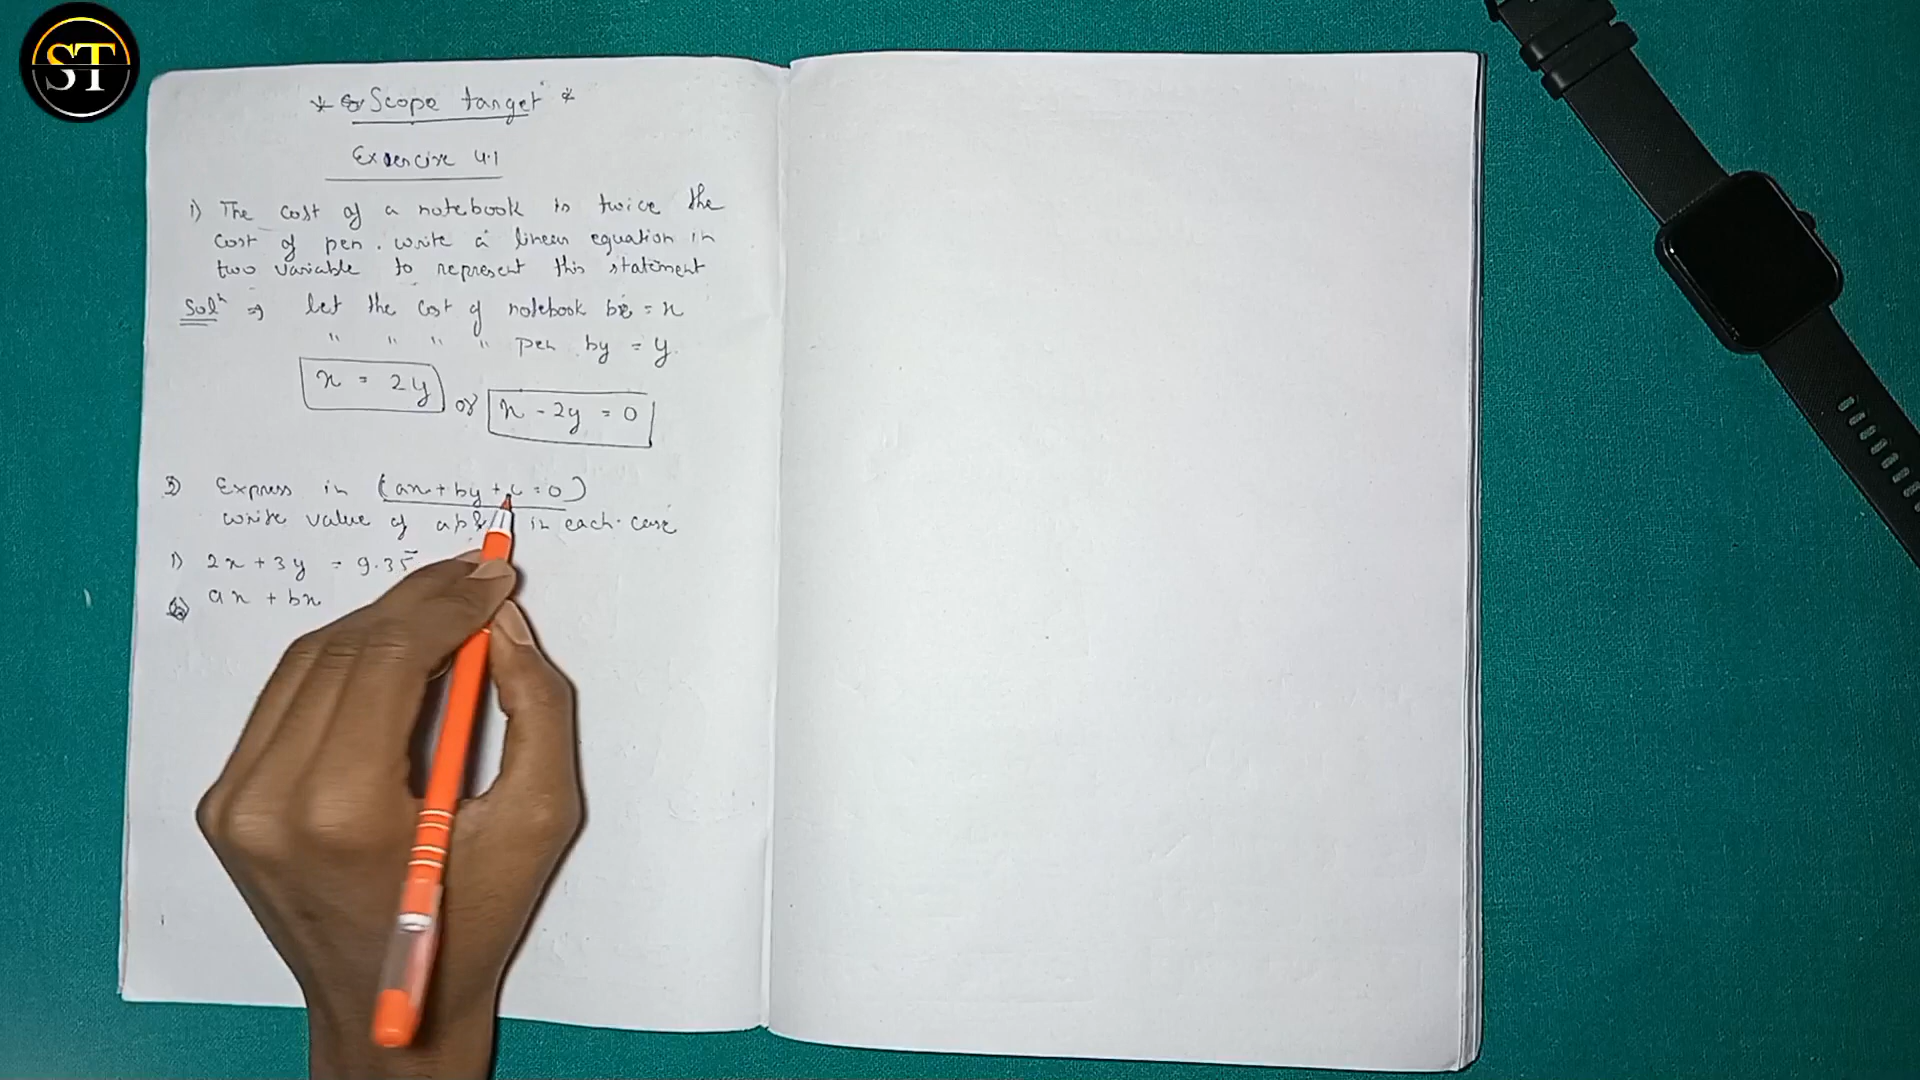 ST
* Scope tanget *
Exercise 4.1
1) The cost of a notebook is twice the
cost of pen. write a linear equation in
two variable to represent this statement
Solⁿ ⇒ let the cost of notebook be = x
" " " " pen by = y
x = 2y or x - 2y = 0
2) Express in (ax + by + c = 0)
write value of a b & in each case
1) 2x + 3y = 9.35̅
ax + bx